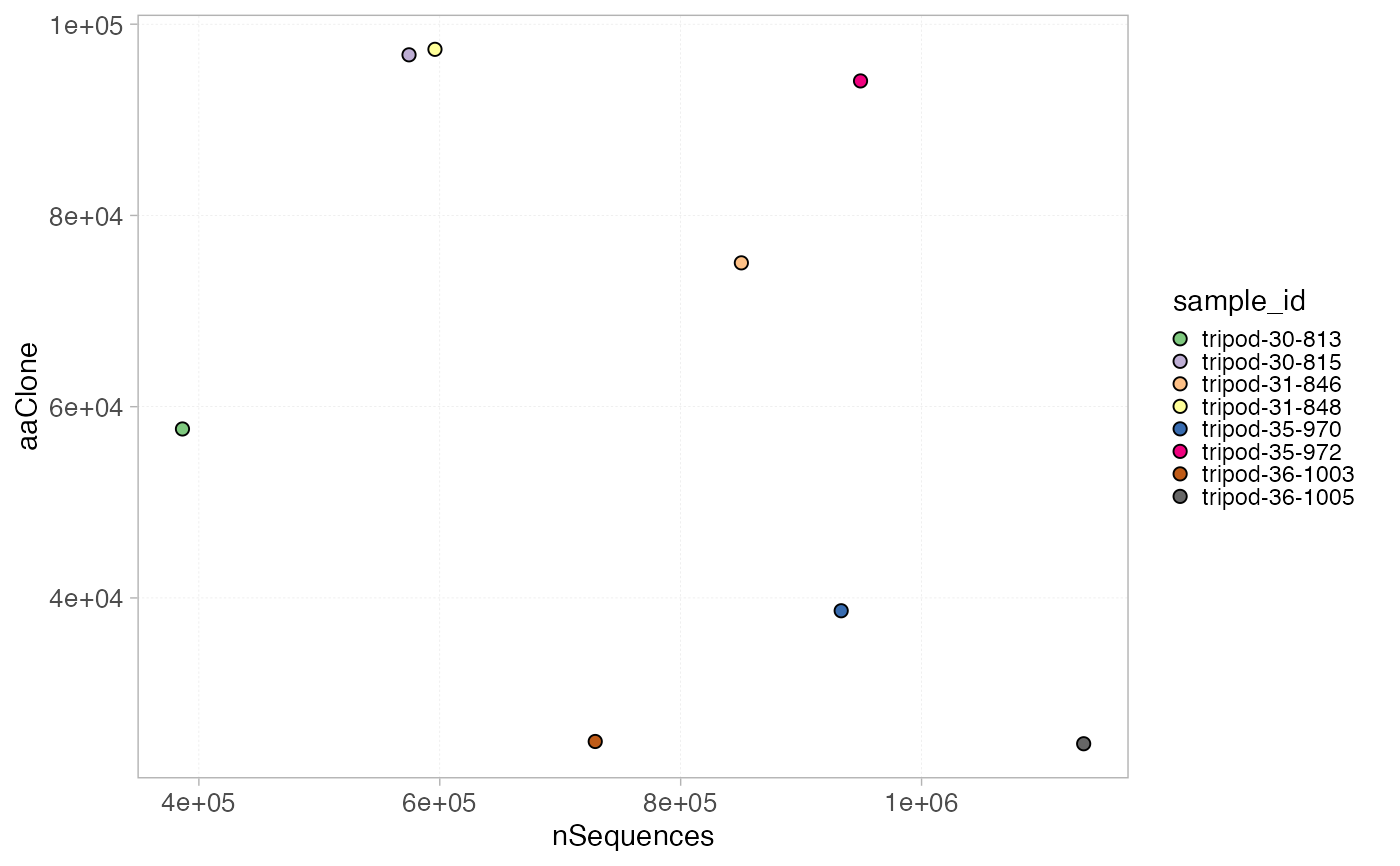 1e+05
8e+04
6e+04
4e+04
aaClone
4e+05
6e+05
8e+05
1e+06
nSequences
sample_id
tripod-30-813
tripod-30-815
tripod-31-846
tripod-31-848
tripod-35-970
tripod-35-972
tripod-36-1003
tripod-36-1005